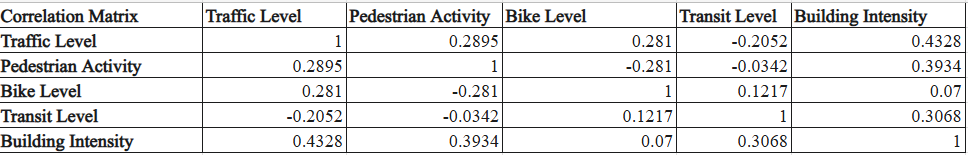 Correlation Matrix Traffic Level Pedestrian Activity Bike Level Transit Level Building Intensity
Traffic Level 1 0.2895 0.281 -0.2052 0.4328
Pedestrian Activity 0.2895 1 -0.281 -0.0342 0.3934
Bike Level 0.281 -0.281 1 0.1217 0.07
Transit Level -0.2052 -0.0342 0.1217 1 0.3068
Building Intensity 0.4328 0.3934 0.07 0.3068 1